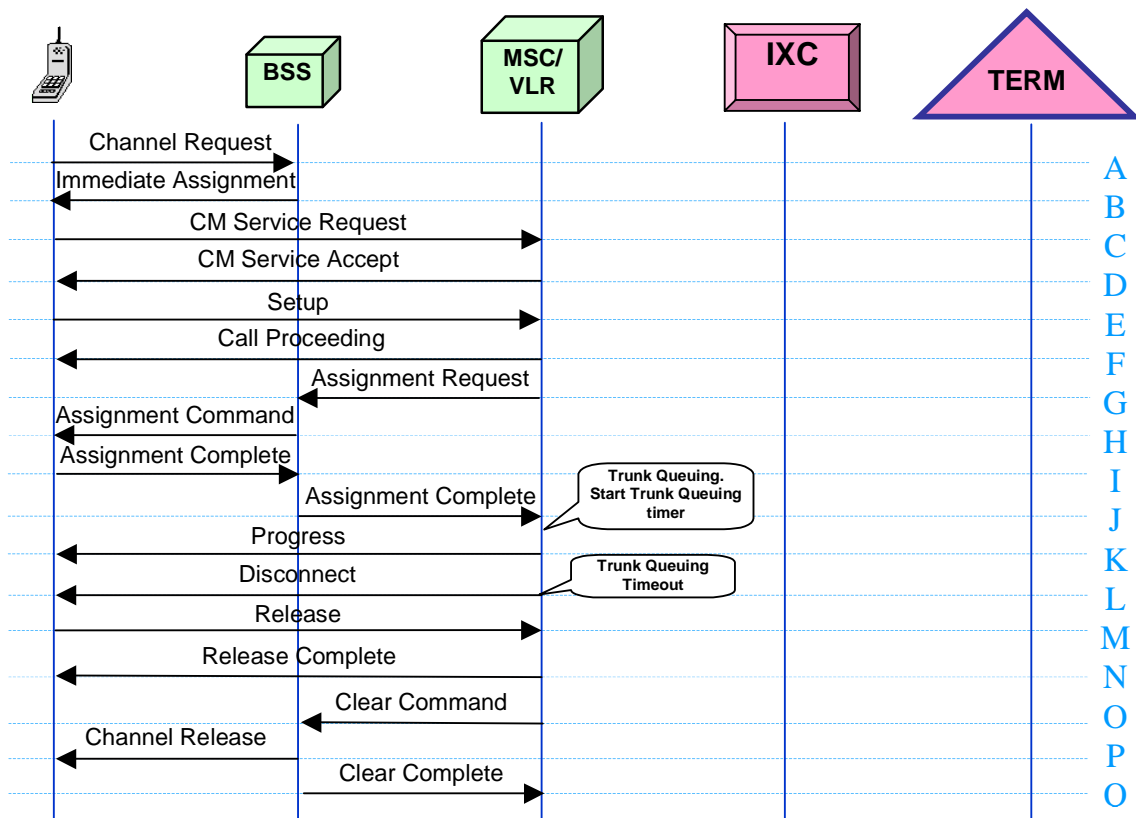 BSS
MSC/
VLR
IXC
TERM
Channel Request
A
Immediate Assignment
B
CM Service Request
C
CM Service Accept
D
Setup
E
Call Proceeding
F
Assignment Request
G
Assignment Command
H
Assignment Complete
I
Trunk Queuing.
Start Trunk Queuing
timer
Assignment Complete
J
Progress
K
Trunk Queuing
Timeout
Disconnect
L
Release
M
Release Complete
N
Clear Command
O
Channel Release
P
Clear Complete
O